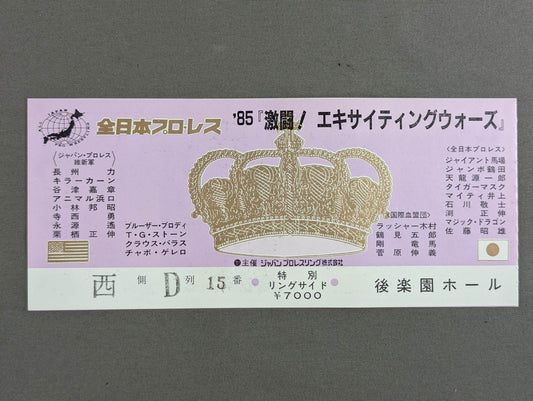 全日本プロ・レス
'85『激闘! エキサイティングウォーズ』
〈ジャパン・プロレス
維新軍〉
長州力
キラーカーン
谷津嘉章
アニマル浜口
小林邦昭
寺西勇
永源遙
栗栖正伸
ブルーザー・ブロディ
T・G・ストーン
クラウス・バラス
チャボ・ゲレロ
〈国際血盟団〉
ラッシャー木村
鶴見五郎
剛竜馬
菅原伸義
〈全日本プロレス〉
ジャイアント馬場
ジャンボ鶴田
天龍源一郎
タイガーマスク
マイティ井上
石川敬士
渕正伸
マジック・ドラゴン
佐藤昭雄
主催 ジャパンプロレスリング株式会社
西側 D列 15番
特別
リングサイド
¥7000
後楽園ホール